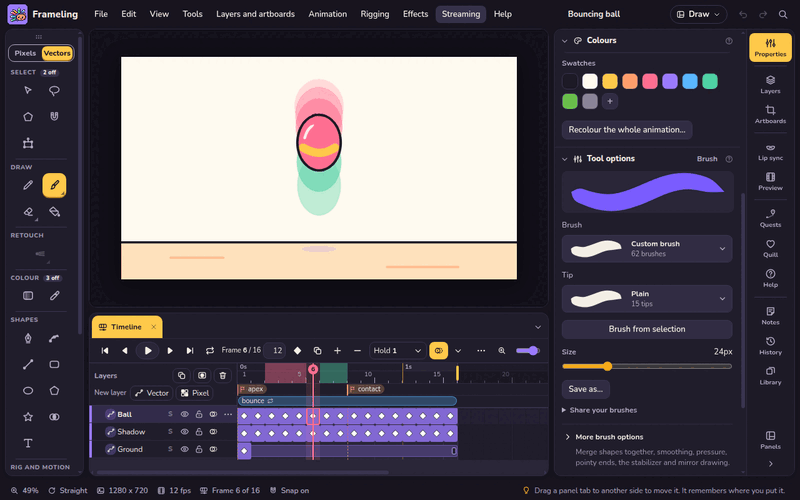 Frameling File Edit View Tools Layers and artboards Animation Rigging Effects Streaming Help Bouncing ball Draw
Pixels Vectors
SELECT 2 off
DRAW
RETOUCH
COLOUR 3 off
SHAPES
RIG AND MOTION
Timeline
Frame 6 / 16 12 Hold 1
Layers
New layer Vector Pixel
0s 1s
1 5 6 10 15 20
apex contact
bounce
Ball S
Shadow S
Ground S
Colours
Swatches
Recolour the whole animation...
Tool options Brush
Brush
Custom brush
62 brushes
Tip
Plain
15 tips
Brush from selection
Size 24px
Save as...
Share your brushes
More brush options
Merge shapes together, smoothing, pressure,
pointy ends, the stabilizer and mirror drawing.
Properties
Layers
Artboards
Lip sync
Preview
Quests
Quill
Help
Notes
History
Library
Panels
49% Straight 1280 x 720 12 fps Frame 6 of 16 Snap on Drag a panel tab to another side to move it. It remembers where you put it.